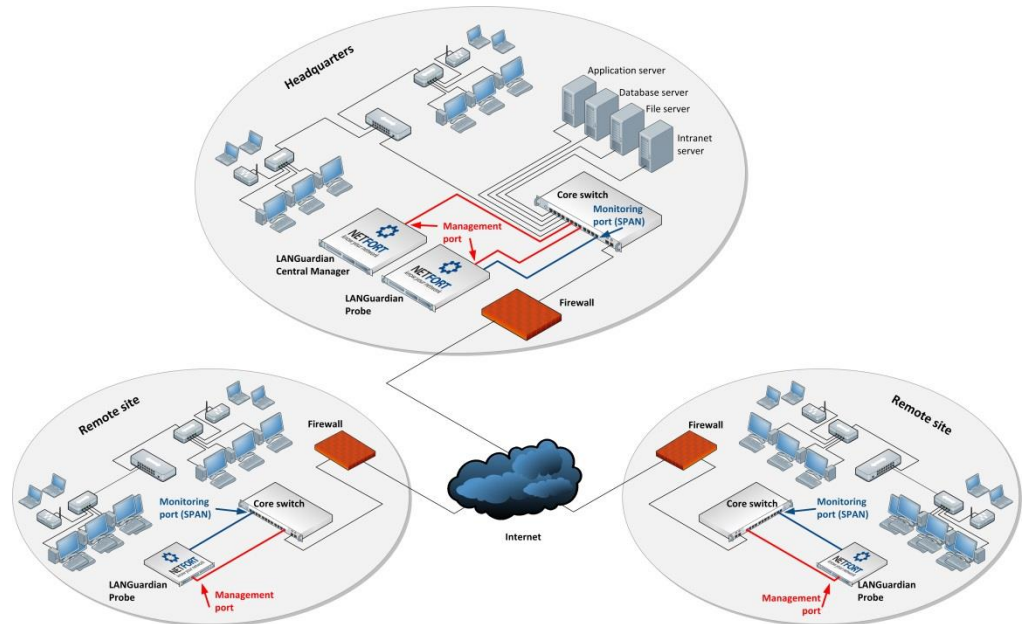 Headquarters
Application server
Database server
File server
Intranet
server
Core switch
Monitoring
port (SPAN)
Management
port
NETFORT
LANGuardian
Central Manager
NETFORT
LANGuardian
Probe
Firewall
Remote site
Firewall
Core switch
Monitoring
port (SPAN)
NETFORT
LANGuardian
Probe
Management
port
Internet
Remote site
Firewall
Core switch
Monitoring
port (SPAN)
NETFORT
LANGuardian
Probe
Management
port